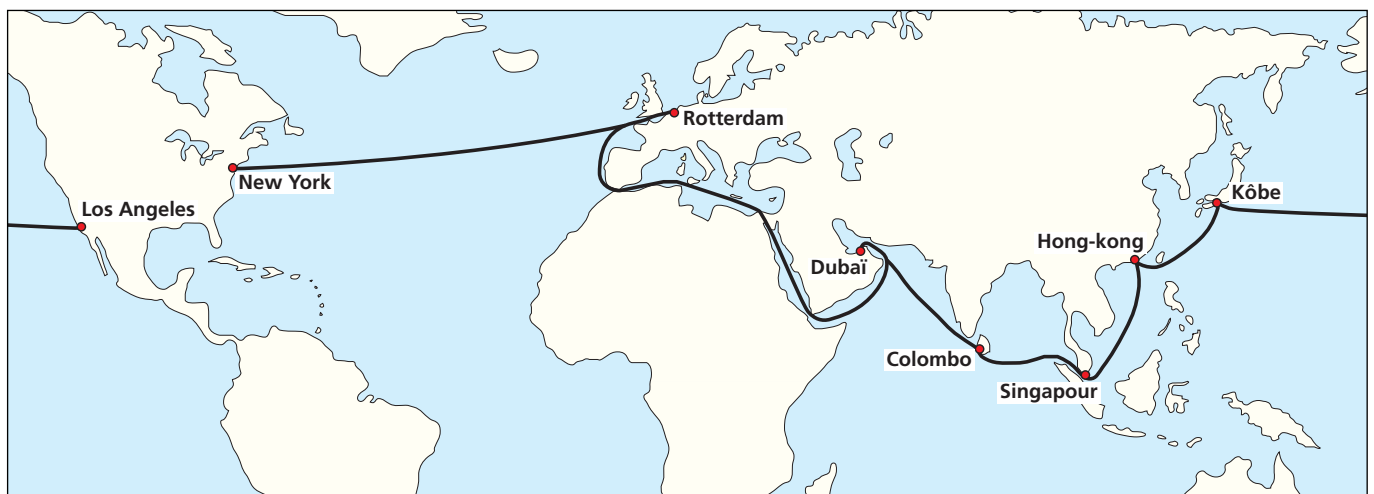 Rotterdam
New York
Kôbe
Los Angeles
Hong-kong
Dubaï
Colombo
Singapour